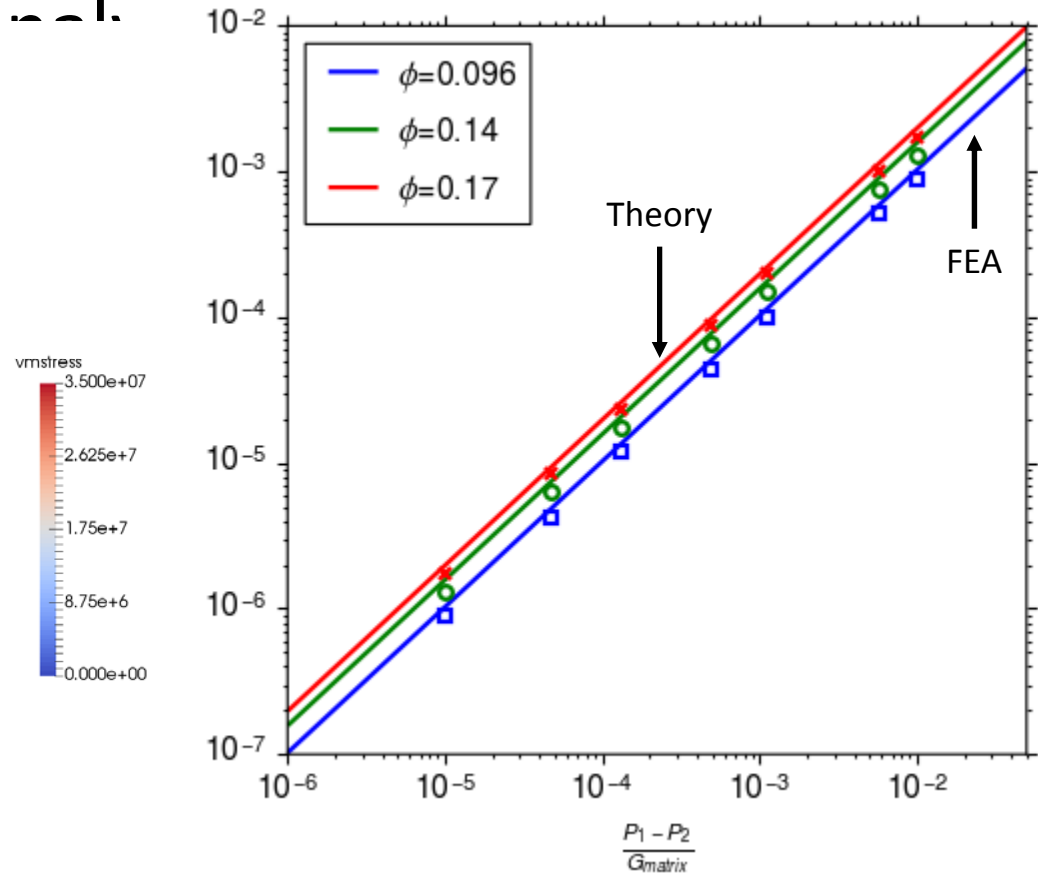 10⁻²
ϕ=0.096
ϕ=0.14
ϕ=0.17
10⁻³
Theory
FEA
10⁻⁴
vmstress
3.500e+07
2.625e+7
1.75e+7
8.75e+6
0.000e+00
10⁻⁵
10⁻⁶
10⁻⁷
10⁻⁶ 10⁻⁵ 10⁻⁴ 10⁻³ 10⁻²
P₁ − P₂
G_matrix